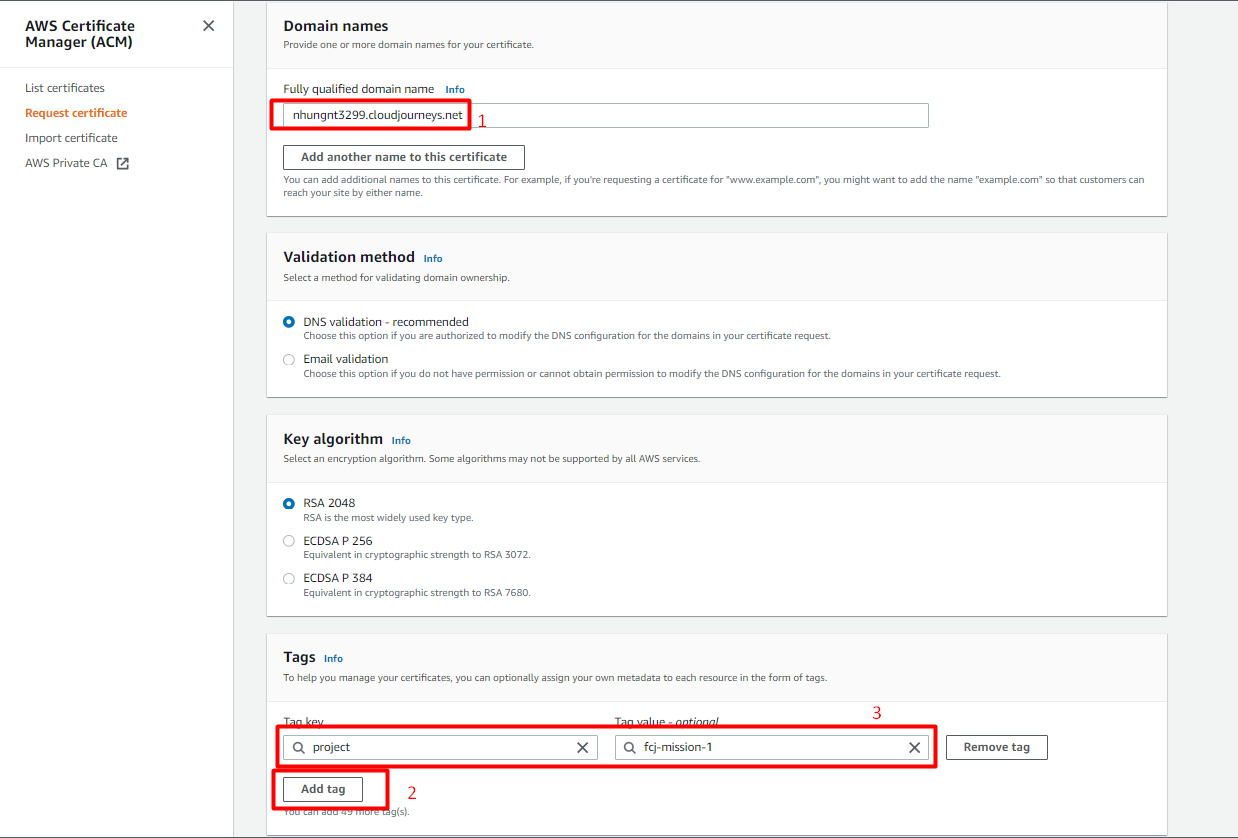 AWS Certificate
Manager (ACM)
List certificates
Request certificate
Import certificate
AWS Private CA
Domain names
Provide one or more domain names for your certificate.
Fully qualified domain name Info
nhungnt3299.cloudjourneys.net 1
Add another name to this certificate
You can add additional names to this certificate. For example, if you're requesting a certificate for "www.example.com", you might want to add the name "example.com" so that customers can
reach your site by either name.
Validation method Info
Select a method for validating domain ownership.
DNS validation - recommended
Choose this option if you are authorized to modify the DNS configuration for the domains in your certificate request.
Email validation
Choose this option if you do not have permission or cannot obtain permission to modify the DNS configuration for the domains in your certificate request.
Key algorithm Info
Select an encryption algorithm. Some algorithms may not be supported by all AWS services.
RSA 2048
RSA is the most widely used key type.
ECDSA P 256
Equivalent in cryptographic strength to RSA 3072.
ECDSA P 384
Equivalent in cryptographic strength to RSA 7680.
Tags Info
To help you manage your certificates, you can optionally assign your own metadata to each resource in the form of tags.
3
Tag key Tag value - optional
project fcj-mission-1 Remove tag
Add tag 2
You can add 49 more tag(s).